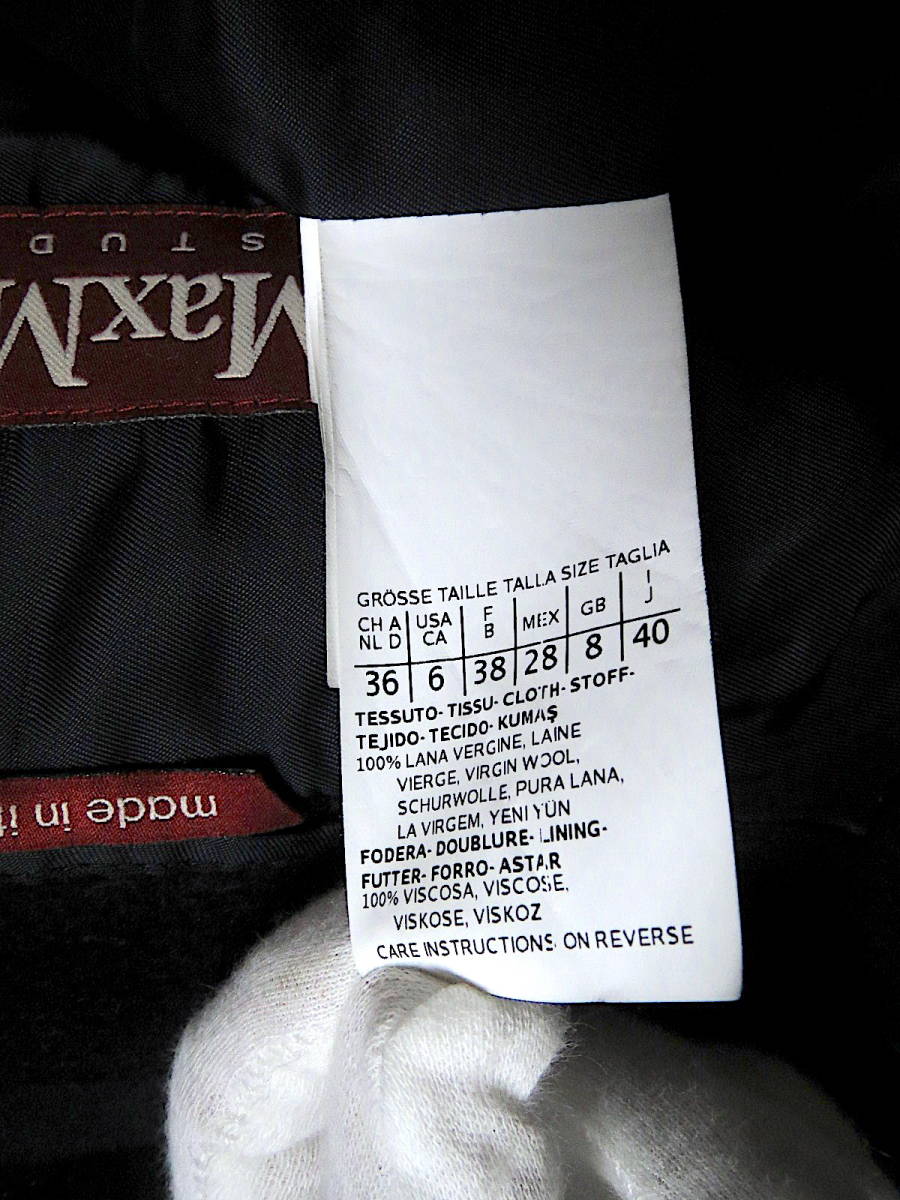 STUD
MaxM
GRÖSSE TAILLE TALLA SIZE TAGLIA
CH A USA F MEX GB I
NL D CA B J
36 6 38 28 8 40
TESSUTO- TISSU- CLOTH- STOFF-
TEJIDO- TECIDO- KUMAŞ
100% LANA VERGINE, LAINE
VIERGE, VIRGIN WOOL,
SCHURWOLLE, PURA LANA,
LA VIRGEM, YENI YÜN
FODERA- DOUBLURE- LINING-
FUTTER- FORRO- ASTAR
100% VISCOSA, VISCOSE,
VISKOSE, VİSKOZ
CARE INSTRUCTIONS ON REVERSE
made in it